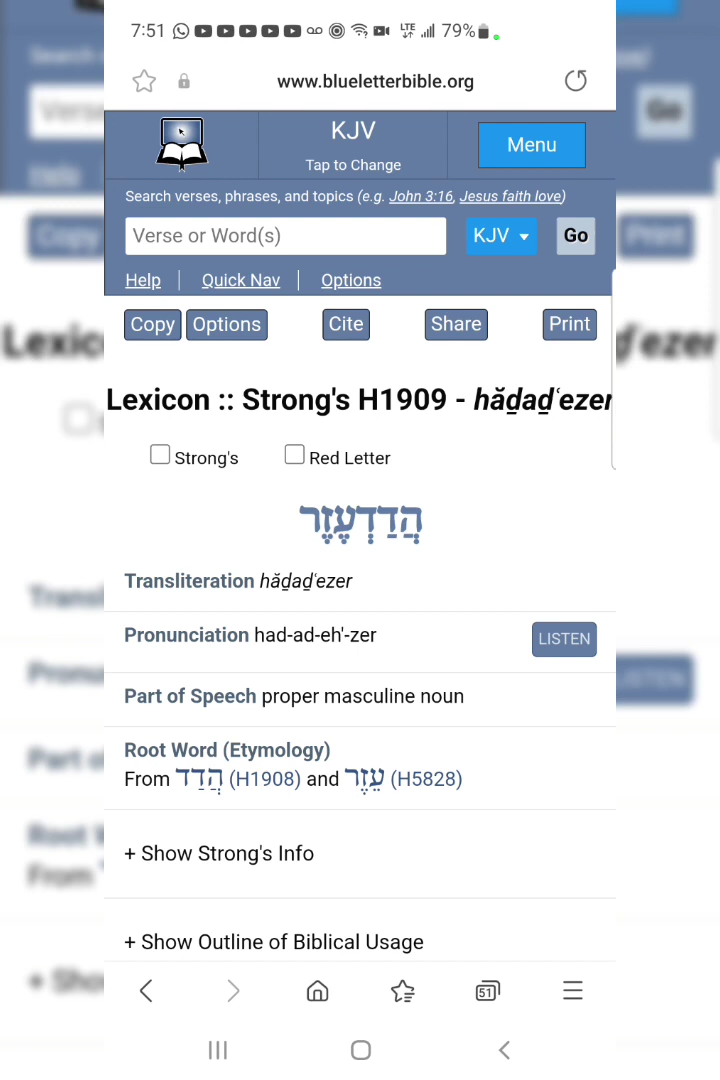 7:51 LTE 79%
www.blueletterbible.org
KJV
Tap to Change
Menu
Search verses, phrases, and topics (e.g. John 3:16, Jesus faith love)
Verse or Word(s) KJV Go
Help Quick Nav Options
Copy Options Cite Share Print
Lexicon :: Strong's H1909 - hăḏaḏʿezer
Strong's Red Letter
הֲדַדְעֶזֶר
Transliteration hăḏaḏʿezer
Pronunciation had-ad-eh'-zer LISTEN
Part of Speech proper masculine noun
Root Word (Etymology)
From הֲדַד (H1908) and עֵזֶר (H5828)
+ Show Strong's Info
+ Show Outline of Biblical Usage
51